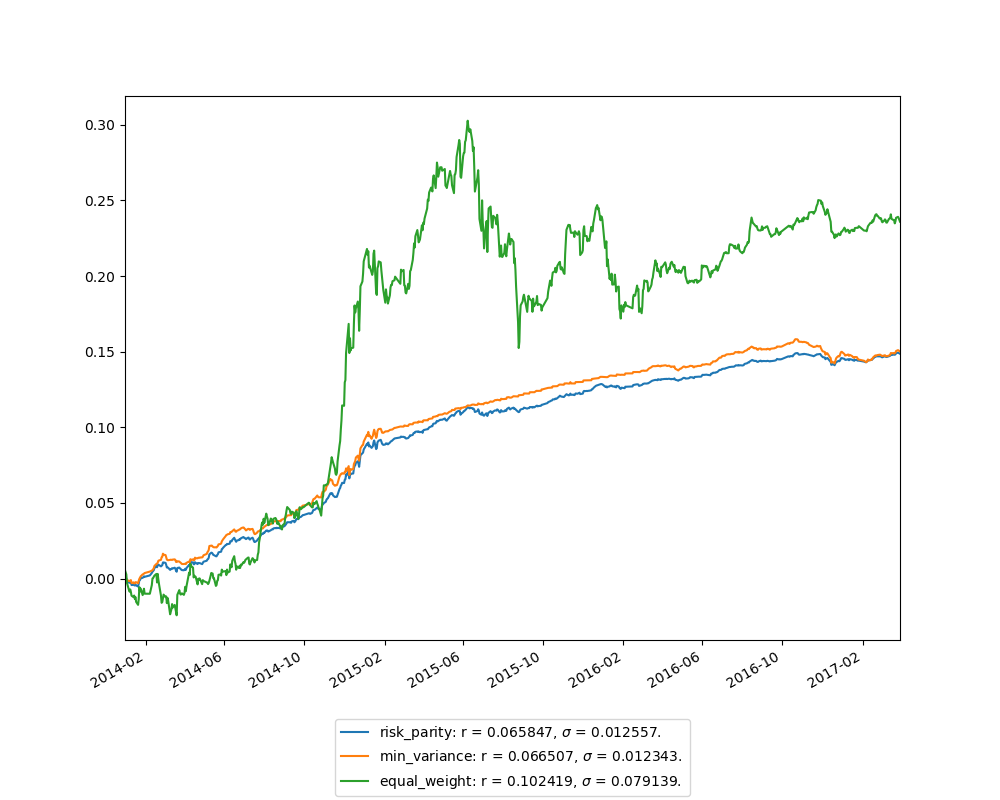 0.30
0.25
0.20
0.15
0.10
0.05
0.00
2014-02 2014-06 2014-10 2015-02 2015-06 2015-10 2016-02 2016-06 2016-10 2017-02
risk_parity: r = 0.065847, σ = 0.012557.
min_variance: r = 0.066507, σ = 0.012343.
equal_weight: r = 0.102419, σ = 0.079139.